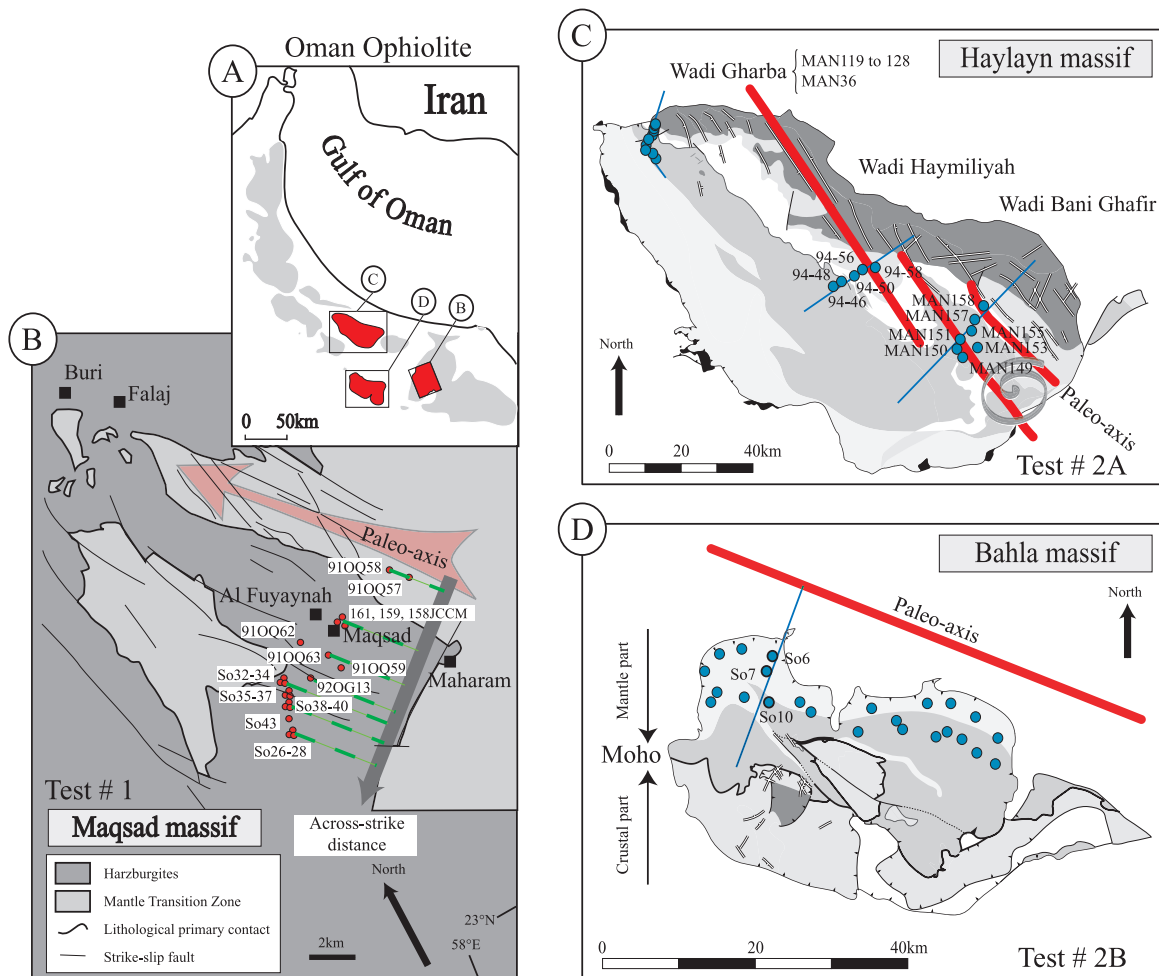 Oman Ophiolite
A
Iran
Gulf of Oman
C
D
B
0 50km
B
Buri
Falaj
Paleo-axis
91OQ58
91OQ57
Al Fuyaynah
161, 159, 158JCCM
91OQ62
Maqsad
91OQ63
91OQ59
Maharam
So32-34
92OG13
So35-37
So38-40
So43
So26-28
Test # 1
Maqsad massif
Across-strike
distance
North
Harzburgites
Mantle Transition Zone
Lithological primary contact
Strike-slip fault
2km
23°N
58°E
C
Haylayn massif
Wadi Gharba
MAN119 to 128
MAN36
Wadi Haymiliyah
Wadi Bani Ghafir
94-56
94-48
94-58
94-50
94-46
MAN158
MAN157
MAN151
MAN155
MAN150
MAN153
MAN149
Paleo-axis
North
0 20 40km
Test # 2A
D
Bahla massif
Paleo-axis
North
Mantle part
Moho
Crustal part
So6
So7
So10
0 20 40km
Test # 2B